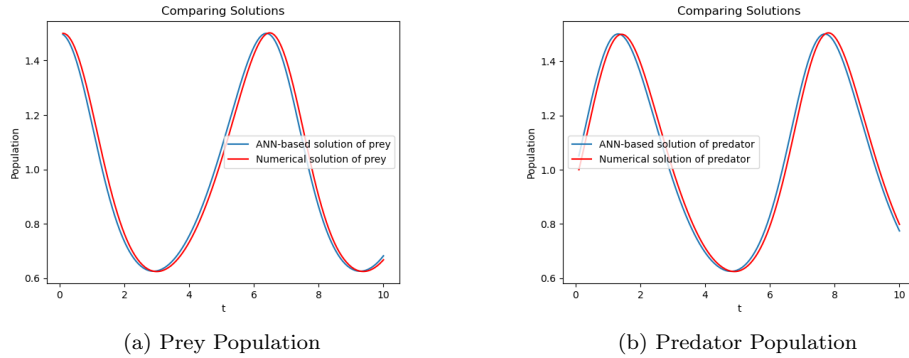 Comparing Solutions
Population
1.4
1.2
1.0
0.8
0.6
ANN-based solution of prey
Numerical solution of prey
0 2 4 6 8 10
t
(a) Prey Population
Comparing Solutions
Population
1.4
1.2
1.0
0.8
0.6
ANN-based solution of predator
Numerical solution of predator
0 2 4 6 8 10
t
(b) Predator Population